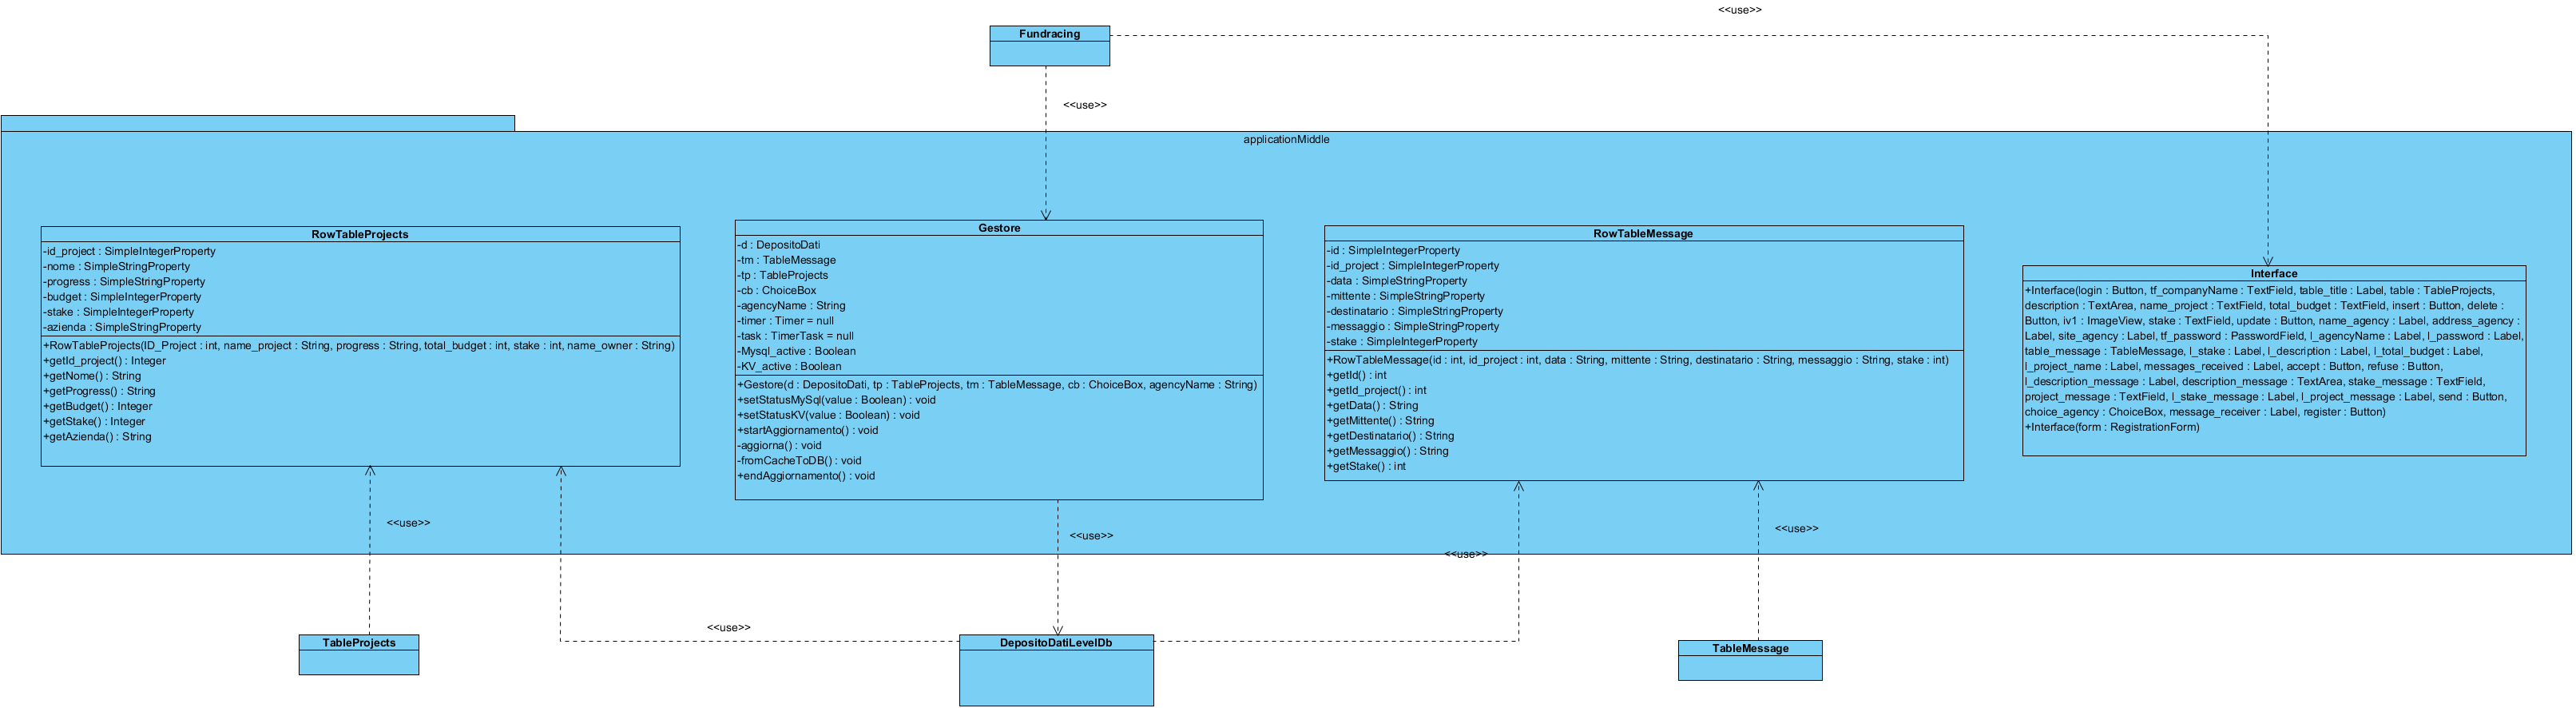 <<use>>
Fundracing
<<use>>
applicationMiddle
RowTableProjects
-id_project : SimpleIntegerProperty
-nome : SimpleStringProperty
-progress : SimpleStringProperty
-budget : SimpleIntegerProperty
-stake : SimpleIntegerProperty
-azienda : SimpleStringProperty
+RowTableProjects(ID_Project : int, name_project : String, progress : String, total_budget : int, stake : int, name_owner : String)
+getId_project() : Integer
+getNome() : String
+getProgress() : String
+getBudget() : Integer
+getStake() : Integer
+getAzienda() : String
Gestore
-d : DepositoDati
-tm : TableMessage
-tp : TableProjects
-cb : ChoiceBox
-agencyName : String
-timer : Timer = null
-task : TimerTask = null
-Mysql_active : Boolean
-KV_active : Boolean
+Gestore(d : DepositoDati, tp : TableProjects, tm : TableMessage, cb : ChoiceBox, agencyName : String)
+setStatusMySql(value : Boolean) : void
+setStatusKV(value : Boolean) : void
+startAggiornamento() : void
-aggiorna() : void
-fromCacheToDB() : void
+endAggiornamento() : void
RowTableMessage
-id : SimpleIntegerProperty
-id_project : SimpleIntegerProperty
-data : SimpleStringProperty
-mittente : SimpleStringProperty
-destinatario : SimpleStringProperty
-messaggio : SimpleStringProperty
-stake : SimpleIntegerProperty
+RowTableMessage(id : int, id_project : int, data : String, mittente : String, destinatario : String, messaggio : String, stake : int)
+getId() : int
+getId_project() : int
+getData() : String
+getMittente() : String
+getDestinatario() : String
+getMessaggio() : String
+getStake() : int
Interface
+Interface(login : Button, tf_companyName : TextField, table_title : Label, table : TableProjects,
description : TextArea, name_project : TextField, total_budget : TextField, insert : Button, delete :
Button, iv1 : ImageView, stake : TextField, update : Button, name_agency : Label, address_agency :
Label, site_agency : Label, tf_password : PasswordField, l_agencyName : Label, l_password : Label,
table_message : TableMessage, l_stake : Label, l_description : Label, l_total_budget : Label,
l_project_name : Label, messages_received : Label, accept : Button, refuse : Button,
l_description_message : Label, description_message : TextArea, stake_message : TextField,
project_message : TextField, l_stake_message : Label, l_project_message : Label, send : Button,
choice_agency : ChoiceBox, message_receiver : Label, register : Button)
+Interface(form : RegistrationForm)
<<use>>
<<use>>
<<use>>
<<use>>
<<use>>
TableProjects
DepositoDatiLevelDb
TableMessage